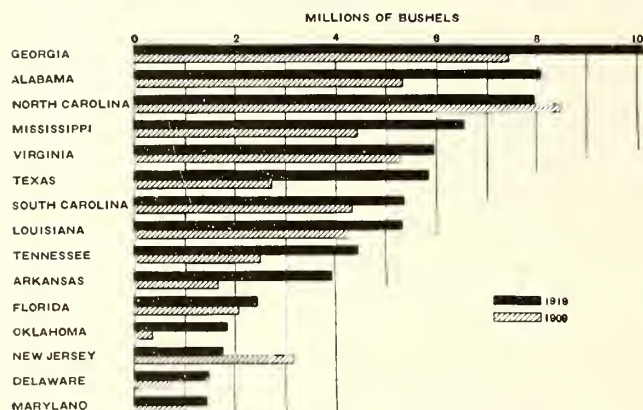 MILLIONS OF BUSHELS
0 2 4 6 8 10
GEORGIA
ALABAMA
NORTH CAROLINA
MISSISSIPPI
VIRGINIA
TEXAS
SOUTH CAROLINA
LOUISIANA
TENNESSEE
ARKANSAS
FLORIDA
OKLAHOMA
NEW JERSEY
DELAWARE
MARYLAND
1919
1909